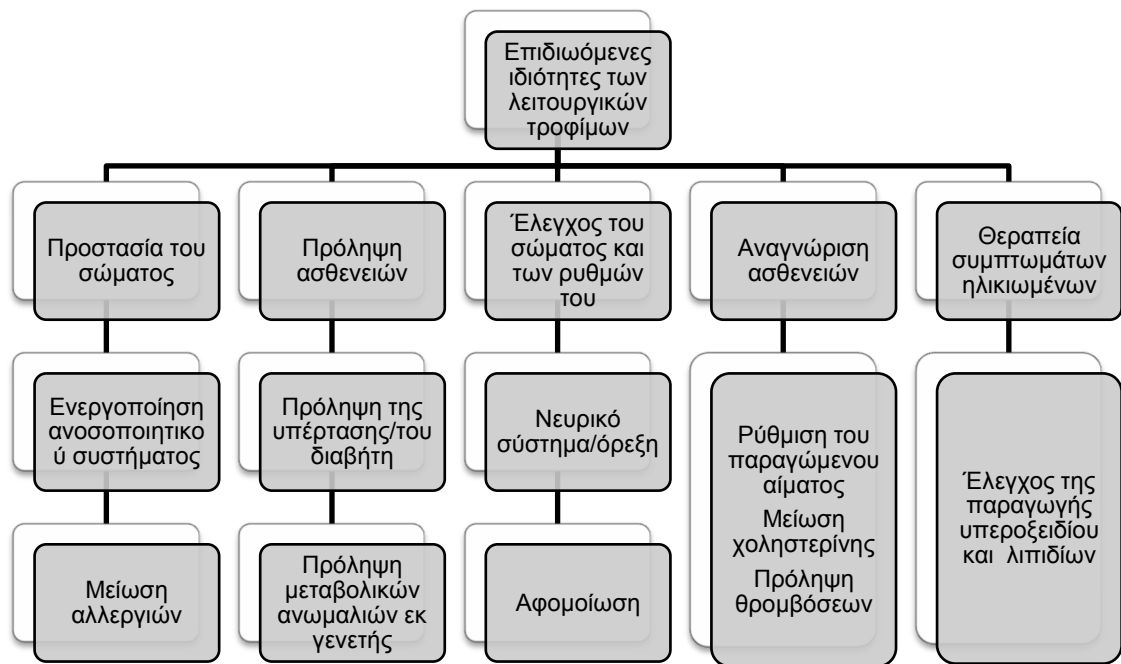 Επιδιωόμενες
ιδιότητες των
λειτουργικών
τροφίμων
Προστασία του
σώματος
Πρόληψη
ασθενειών
Έλεγχος του
σώματος και
των ρυθμών
του
Αναγνώριση
ασθενειών
Θεραπεία
συμπτωμάτων
ηλικιωμένων
Ενεργοποίηση
ανοσοποιητικο
ύ συστήματος
Πρόληψη της
υπέρτασης/του
διαβήτη
Νευρικό
σύστημα/όρεξη
Ρύθμιση του
παραγώμενου
αίματος
Μείωση
χοληστερίνης
Πρόληψη
θρομβόσεων
Έλεγχος της
παραγωγής
υπεροξειδίου
και λιπιδίων
Μείωση
αλλεργιών
Πρόληψη
μεταβολικών
ανωμαλιών εκ
γενετής
Αφομοίωση